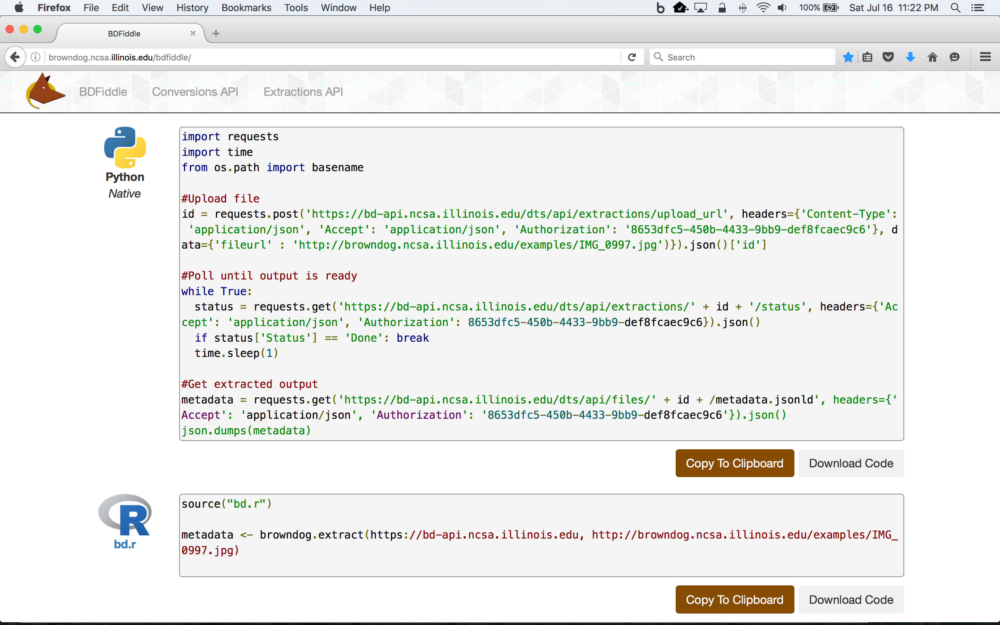 Firefox File Edit View History Bookmarks Tools Window Help 100% Sat Jul 16 11:22 PM
BDFiddle
browndog.ncsa.illinois.edu/bdfiddle/ Search
BDFiddle Conversions API Extractions API
Python
Native
import requests
import time
from os.path import basename
#Upload file
id = requests.post('https://bd-api.ncsa.illinois.edu/dts/api/extractions/upload_url', headers={'Content-Type':
'application/json', 'Accept': 'application/json', 'Authorization': '8653dfc5-450b-4433-9bb9-def8fcaec9c6'}, d
ata={'fileurl' : 'http://browndog.ncsa.illinois.edu/examples/IMG_0997.jpg')}).json()['id']
#Poll until output is ready
while True:
  status = requests.get('https://bd-api.ncsa.illinois.edu/dts/api/extractions/' + id + '/status', headers={'Ac
cept': 'application/json', 'Authorization': 8653dfc5-450b-4433-9bb9-def8fcaec9c6}).json()
  if status['Status'] == 'Done': break
  time.sleep(1)
#Get extracted output
metadata = requests.get('https://bd-api.ncsa.illinois.edu/dts/api/files/' + id + /metadata.jsonld', headers={'
Accept': 'application/json', 'Authorization': '8653dfc5-450b-4433-9bb9-def8fcaec9c6'}).json()
json.dumps(metadata)
Copy To Clipboard Download Code
R
bd.r
source("bd.r")
metadata <- browndog.extract(https://bd-api.ncsa.illinois.edu, http://browndog.ncsa.illinois.edu/examples/IMG_
0997.jpg)
Copy To Clipboard Download Code